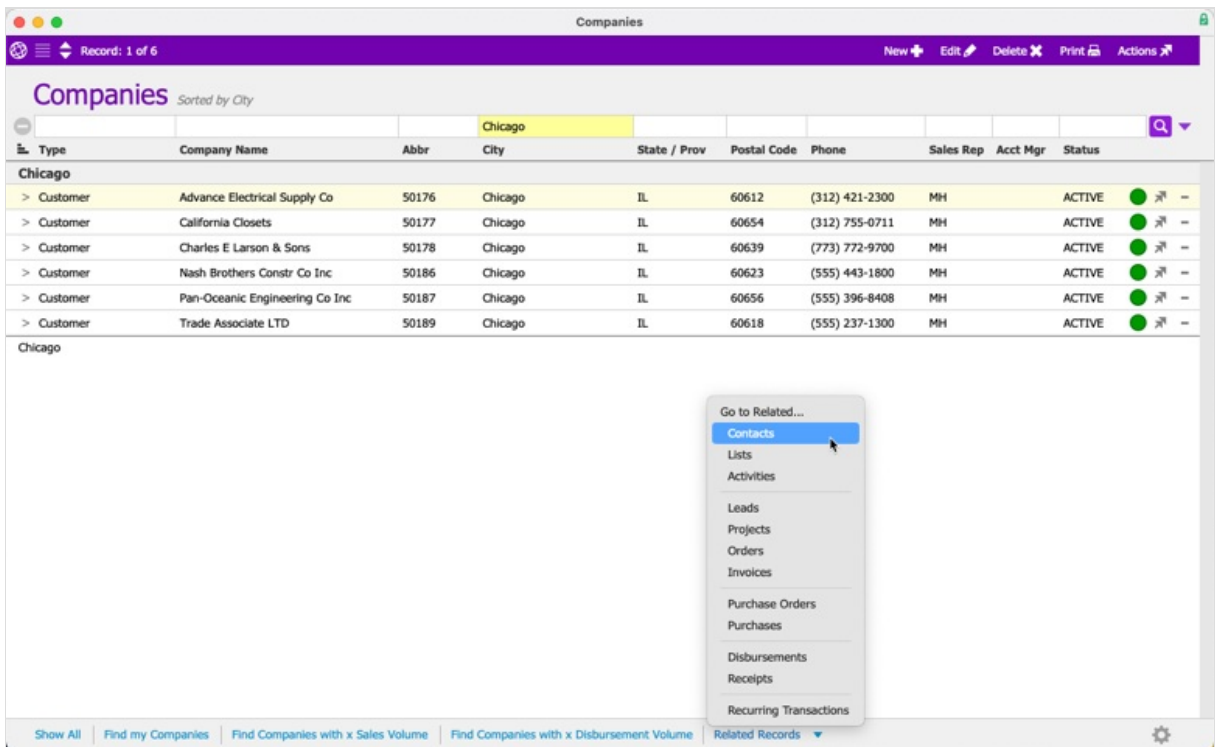 Companies
Record: 1 of 6 New Edit Delete Print Actions
Companies Sorted by City
Chicago
Type Company Name Abbr City State / Prov Postal Code Phone Sales Rep Acct Mgr Status
Chicago
> Customer Advance Electrical Supply Co 50176 Chicago IL 60612 (312) 421-2300 MH ACTIVE
> Customer California Closets 50177 Chicago IL 60654 (312) 755-0711 MH ACTIVE
> Customer Charles E Larson & Sons 50178 Chicago IL 60639 (773) 772-9700 MH ACTIVE
> Customer Nash Brothers Constr Co Inc 50186 Chicago IL 60623 (555) 443-1800 MH ACTIVE
> Customer Pan-Oceanic Engineering Co Inc 50187 Chicago IL 60656 (555) 396-8408 MH ACTIVE
> Customer Trade Associate LTD 50189 Chicago IL 60618 (555) 237-1300 MH ACTIVE
Chicago
Go to Related...
Contacts
Lists
Activities
Leads
Projects
Orders
Invoices
Purchase Orders
Purchases
Disbursements
Receipts
Recurring Transactions
Show All Find my Companies Find Companies with x Sales Volume Find Companies with x Disbursement Volume Related Records